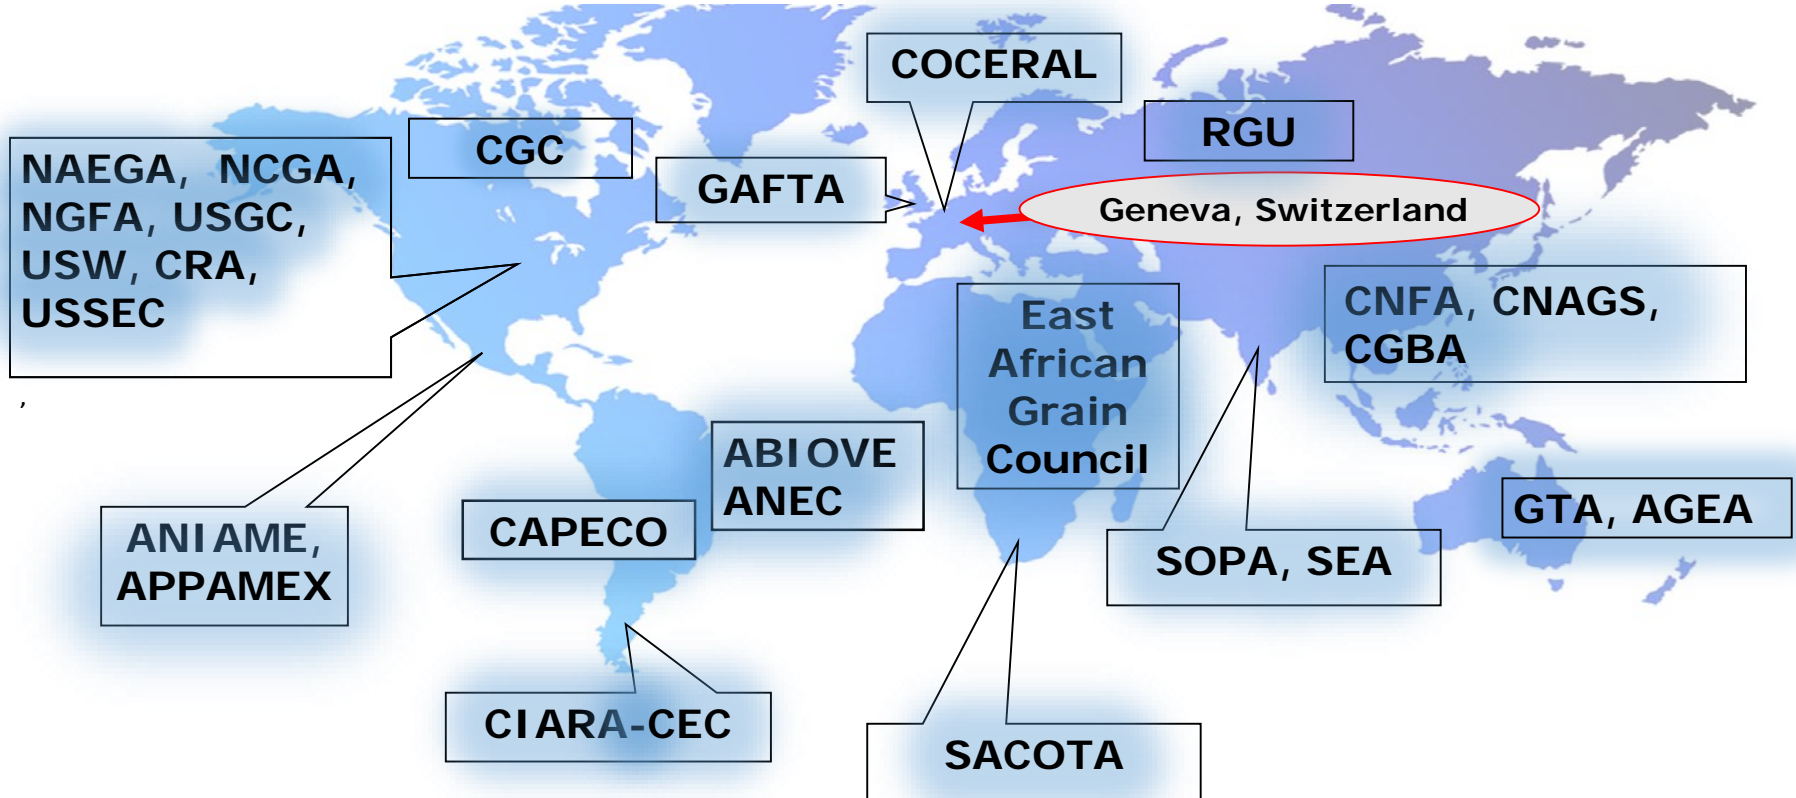 COCERAL
CGC
RGU
NAEGA, NCGA,
NGFA, USGC,
USW, CRA,
USSEC
GAFTA
Geneva, Switzerland
East
African
Grain
Council
CNFA, CNAGS,
CGBA
,
ABIOVE
ANEC
GTA, AGEA
CAPECO
ANIAME,
APPAMEX
SOPA, SEA
CIARA-CEC
SACOTA